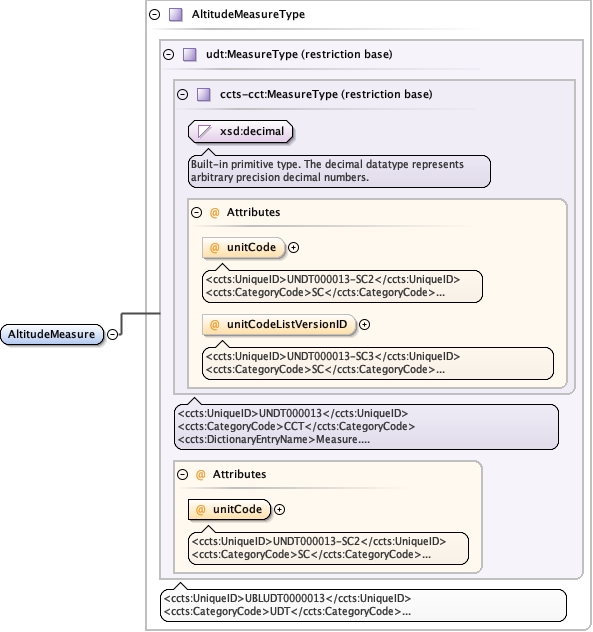 AltitudeMeasureType
udt:MeasureType (restriction base)
ccts-cct:MeasureType (restriction base)
xsd:decimal
Built-in primitive type. The decimal datatype represents
arbitrary precision decimal numbers.
@ Attributes
@ unitCode
<ccts:UniqueID>UNDT000013-SC2</ccts:UniqueID>
<ccts:CategoryCode>SC</ccts:CategoryCode>...
@ unitCodeListVersionID
<ccts:UniqueID>UNDT000013-SC3</ccts:UniqueID>
<ccts:CategoryCode>SC</ccts:CategoryCode>...
AltitudeMeasure
<ccts:UniqueID>UNDT000013</ccts:UniqueID>
<ccts:CategoryCode>CCT</ccts:CategoryCode>
<ccts:DictionaryEntryName>Measure....
@ Attributes
@ unitCode
<ccts:UniqueID>UNDT000013-SC2</ccts:UniqueID>
<ccts:CategoryCode>SC</ccts:CategoryCode>...
<ccts:UniqueID>UBLUDT0000013</ccts:UniqueID>
<ccts:CategoryCode>UDT</ccts:CategoryCode>...